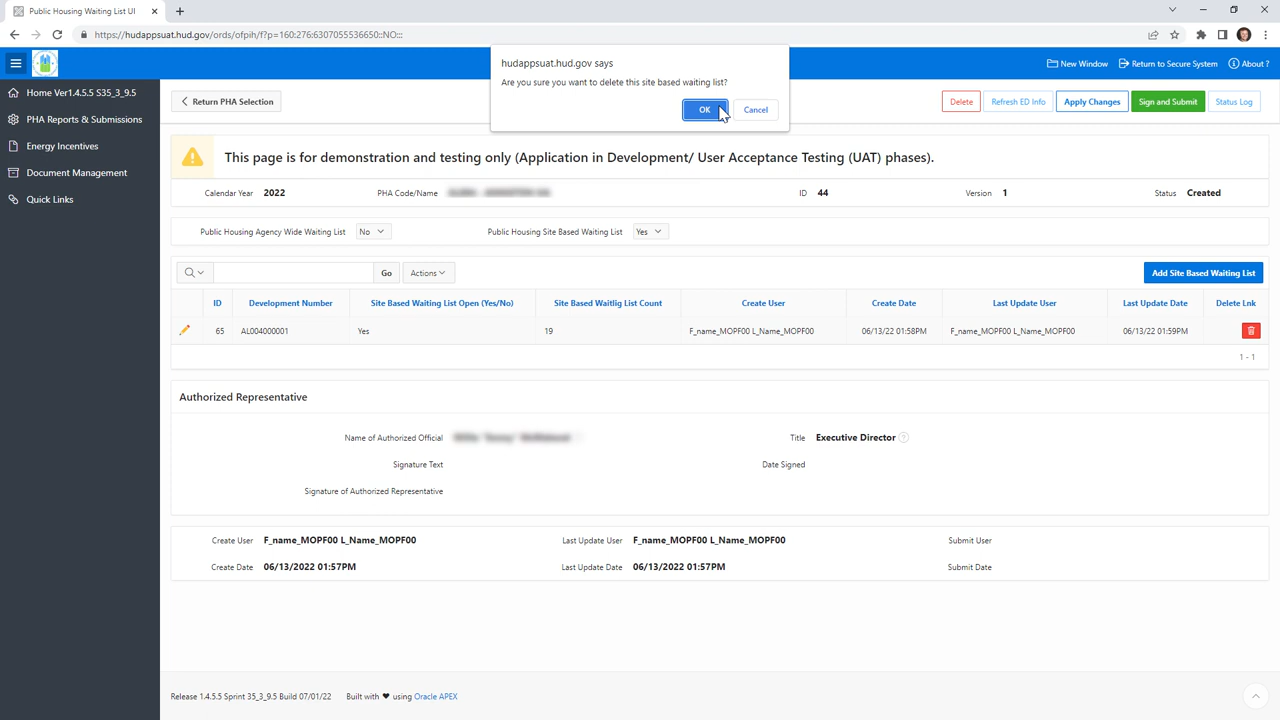 Public Housing Waiting List UI
https://hudappsuat.hud.gov/ords/ofpih/f?p=160:276:6307055536650::NO:::
hudappsuat.hud.gov says
Are you sure you want to delete this site based waiting list?
OK Cancel
New Window Return to Secure System About ?
Home Ver1.4.5.5 S35_3_9.5
PHA Reports & Submissions
Energy Incentives
Document Management
Quick Links
Return PHA Selection Delete Refresh ED Info Apply Changes Sign and Submit Status Log
This page is for demonstration and testing only (Application in Development/ User Acceptance Testing (UAT) phases).
Calendar Year 2022 PHA Code/Name ID 44 Version 1 Status Created
Public Housing Agency Wide Waiting List No Public Housing Site Based Waiting List Yes
Go Actions Add Site Based Waiting List
ID Development Number Site Based Waiting List Open (Yes/No) Site Based Waitlig List Count Create User Create Date Last Update User Last Update Date Delete Lnk
65 AL004000001 Yes 19 F_name_MOPF00 L_Name_MOPF00 06/13/22 01:58PM F_name_MOPF00 L_Name_MOPF00 06/13/22 01:59PM
1 - 1
Authorized Representative
Name of Authorized Official Title Executive Director ?
Signature Text Date Signed
Signature of Authorized Representative
Create User F_name_MOPF00 L_Name_MOPF00 Last Update User F_name_MOPF00 L_Name_MOPF00 Submit User
Create Date 06/13/2022 01:57PM Last Update Date 06/13/2022 01:57PM Submit Date
Release 1.4.5.5 Sprint 35_3_9.5 Build 07/01/22 Built with ❤ using Oracle APEX